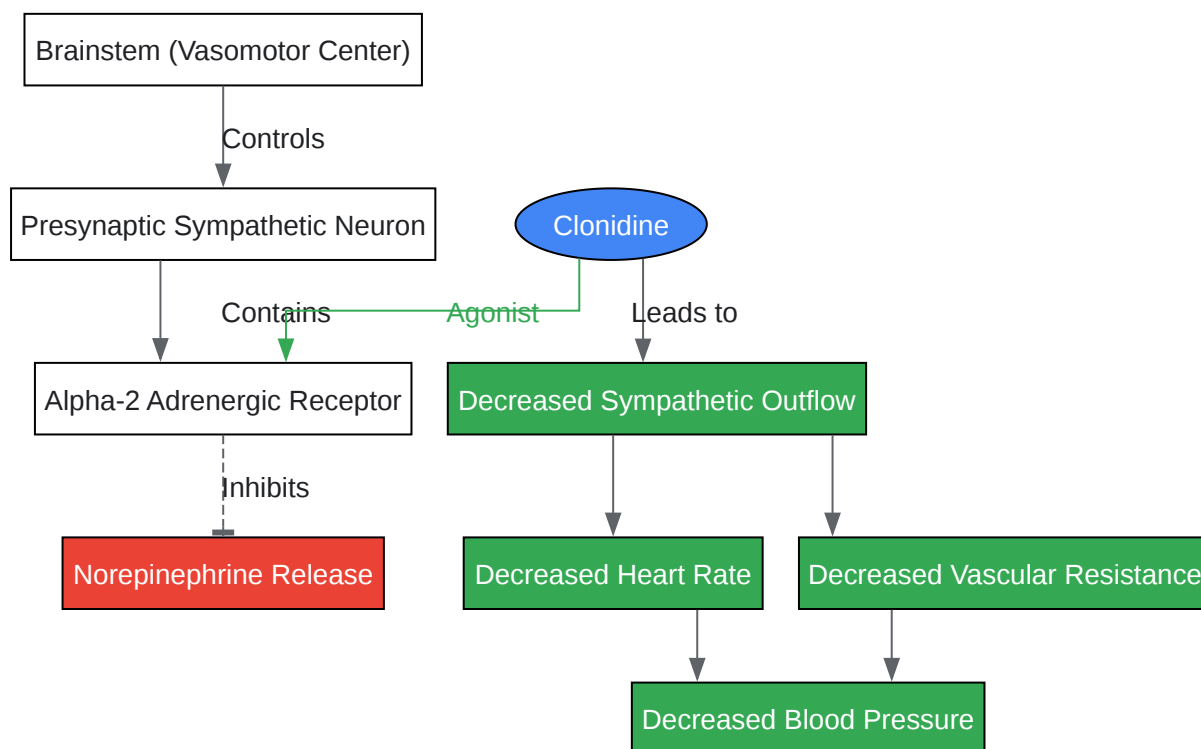 Brainstem (Vasomotor Center)
Controls
Presynaptic Sympathetic Neuron
Clonidine
Contains
Agonist
Leads to
Alpha-2 Adrenergic Receptor
Decreased Sympathetic Outflow
Inhibits
Norepinephrine Release
Decreased Heart Rate
Decreased Vascular Resistance
Decreased Blood Pressure